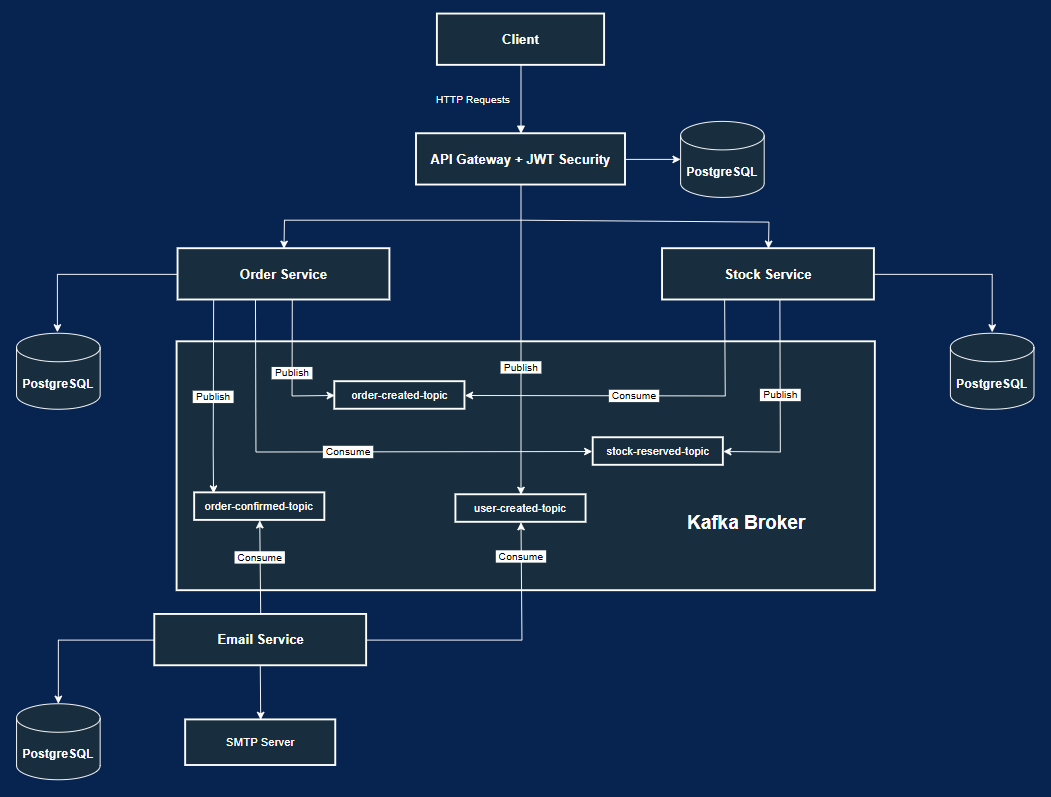 Client
HTTP Requests
API Gateway + JWT Security
PostgreSQL
Order Service
Stock Service
PostgreSQL
Publish
Publish
Publish
order-created-topic
Consume
Publish
PostgreSQL
Consume
stock-reserved-topic
order-confirmed-topic
user-created-topic
Kafka Broker
Consume
Consume
Email Service
PostgreSQL
SMTP Server